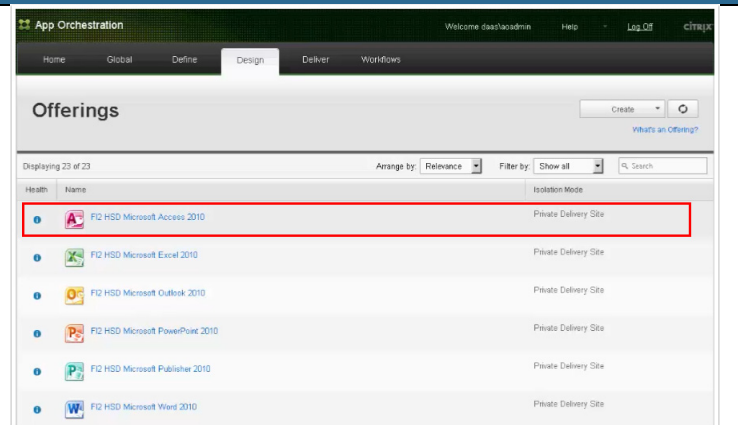 App Orchestration Welcome daas\aoadmin Help Log Off CITRIX
Home Global Define Design Deliver Workflows
Offerings
Create
What's an Offering?
Displaying 23 of 23 Arrange by: Relevance Filter by: Show all Search
Health Name Isolation Mode
FI2 HSD Microsoft Access 2010 Private Delivery Site
FI2 HSD Microsoft Excel 2010 Private Delivery Site
FI2 HSD Microsoft Outlook 2010 Private Delivery Site
FI2 HSD Microsoft PowerPoint 2010 Private Delivery Site
FI2 HSD Microsoft Publisher 2010 Private Delivery Site
FI2 HSD Microsoft Word 2010 Private Delivery Site